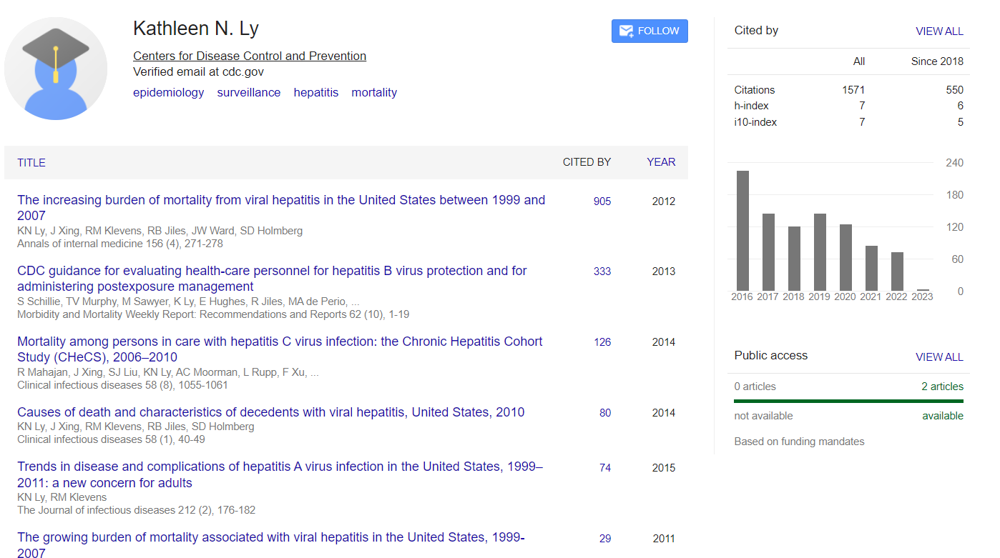 Kathleen N. Ly
FOLLOW
Centers for Disease Control and Prevention
Verified email at cdc.gov
epidemiology surveillance hepatitis mortality
TITLE CITED BY YEAR
The increasing burden of mortality from viral hepatitis in the United States between 1999 and 905 2012
2007
KN Ly, J Xing, RM Klevens, RB Jiles, JW Ward, SD Holmberg
Annals of internal medicine 156 (4), 271-278
CDC guidance for evaluating health-care personnel for hepatitis B virus protection and for 333 2013
administering postexposure management
S Schillie, TV Murphy, M Sawyer, K Ly, E Hughes, R Jiles, MA de Perio, ...
Morbidity and Mortality Weekly Report: Recommendations and Reports 62 (10), 1-19
Mortality among persons in care with hepatitis C virus infection: the Chronic Hepatitis Cohort 126 2014
Study (CHeCS), 2006–2010
R Mahajan, J Xing, SJ Liu, KN Ly, AC Moorman, L Rupp, F Xu, ...
Clinical infectious diseases 58 (8), 1055-1061
Causes of death and characteristics of decedents with viral hepatitis, United States, 2010 80 2014
KN Ly, J Xing, RM Klevens, RB Jiles, SD Holmberg
Clinical infectious diseases 58 (1), 40-49
Trends in disease and complications of hepatitis A virus infection in the United States, 1999– 74 2015
2011: a new concern for adults
KN Ly, RM Klevens
The Journal of infectious diseases 212 (2), 176-182
The growing burden of mortality associated with viral hepatitis in the United States, 1999- 29 2011
2007
Cited by VIEW ALL
All Since 2018
Citations 1571 550
h-index 7 6
i10-index 7 5
240
180
120
60
0
2016 2017 2018 2019 2020 2021 2022 2023
Public access VIEW ALL
0 articles 2 articles
not available available
Based on funding mandates